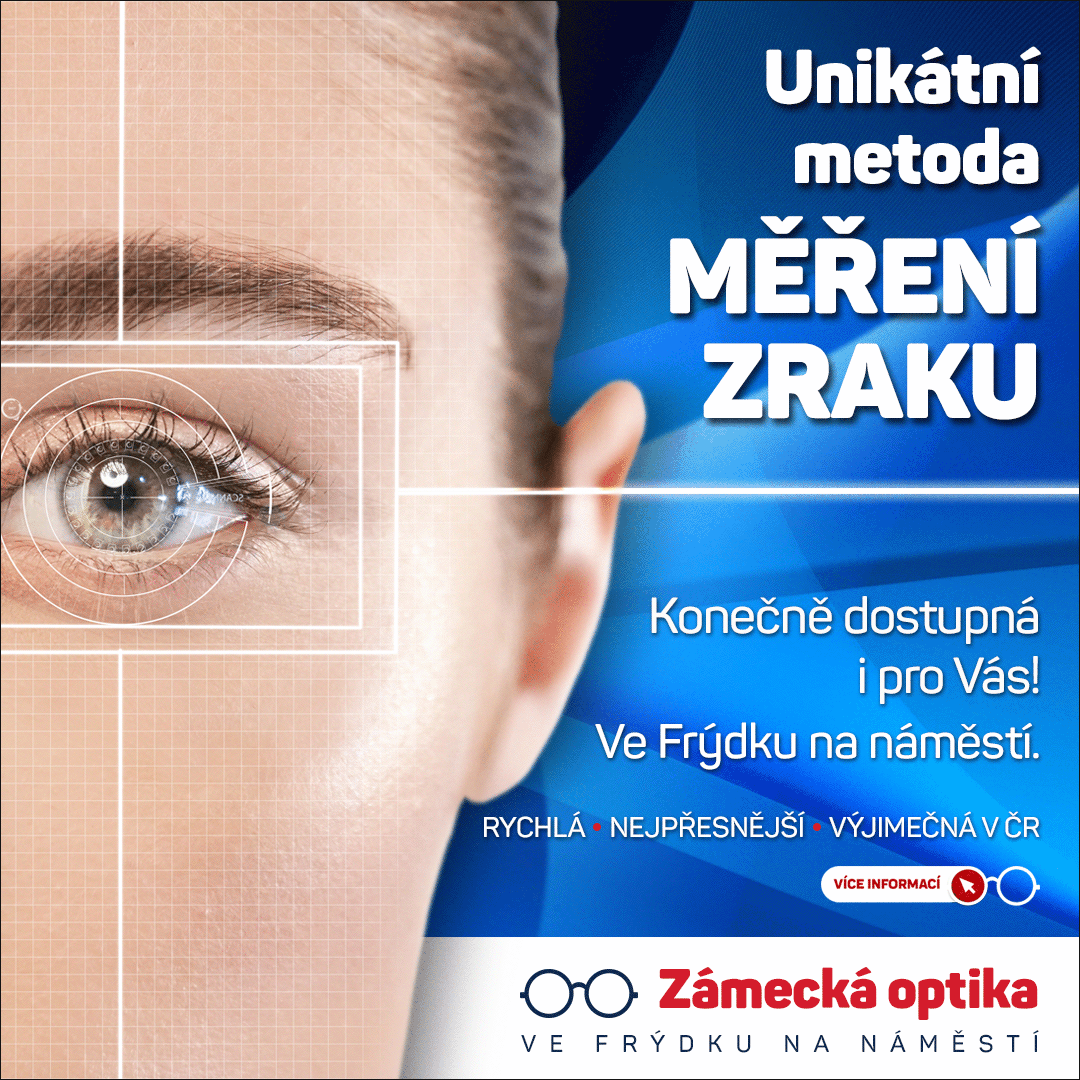 Unikátní
metoda
MĚŘENÍ
ZRAKU
SCAN
Konečně dostupná
i pro Vás!
Ve Frýdku na náměstí.
RYCHLÁ • NEJPŘESNĚJŠÍ • VÝJIMEČNÁ V ČR
VÍCE INFORMACÍ
Zámecká optika
VE FRÝDKU NA NÁMĚSTÍ